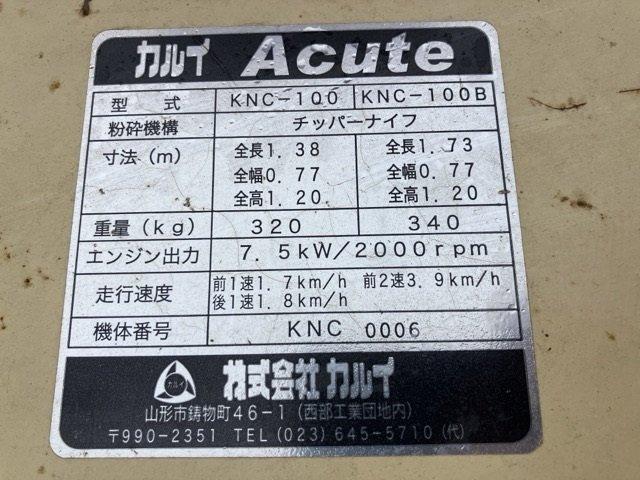 カルイ Acute
型 式 KNC-100 KNC-100B
粉砕機構 チッパーナイフ
寸法(m) 全長1.38 全長1.73
全幅0.77 全幅0.77
全高1.20 全高1.20
重量(kg) 320 340
エンジン出力 7.5kW/2000rpm
走行速度 前1速1.7km/h 前2速3.9km/h
後1速1.8km/h
機体番号 KNC 0006
カルイ 株式会社カルイ
山形市鋳物町46-1(西部工業団地内)
〒990-2351 TEL(023)645-5710(代)